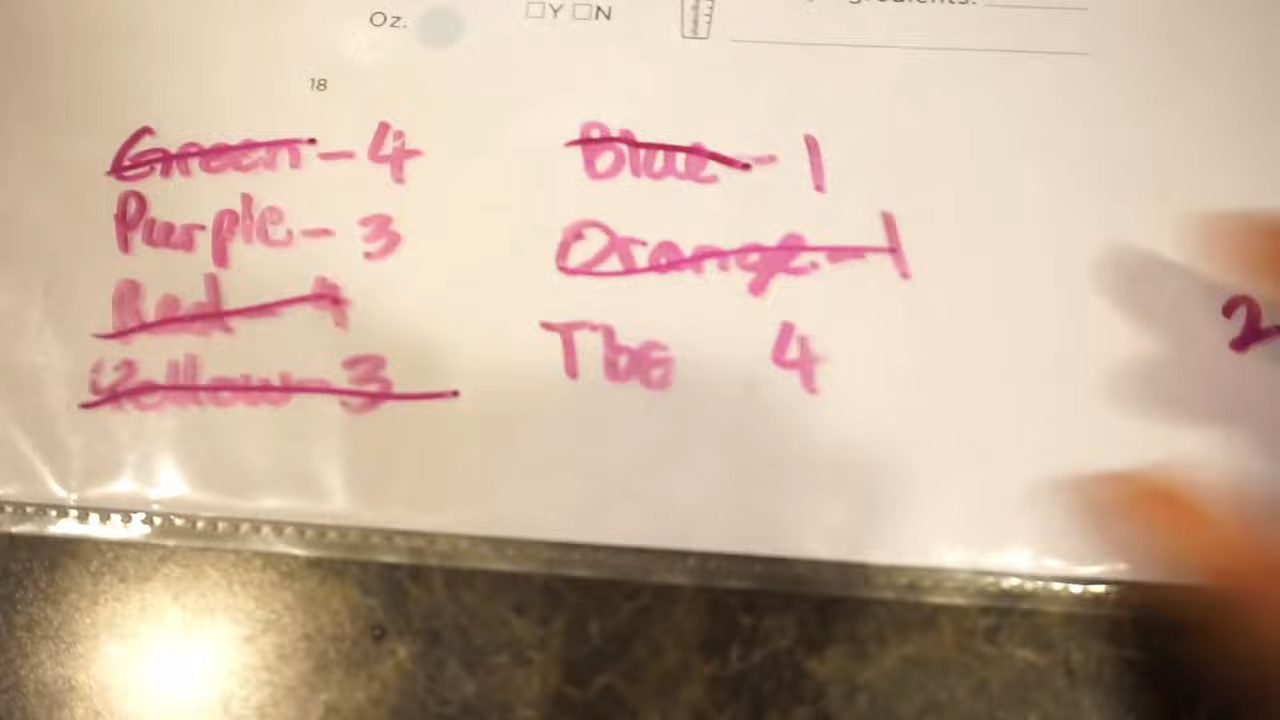 Oz. □Y □N
18
Green - 4
Purple - 3
Red - 4
Yellow - 3
Blue - 1
Orange - 1
Tbs 4
2